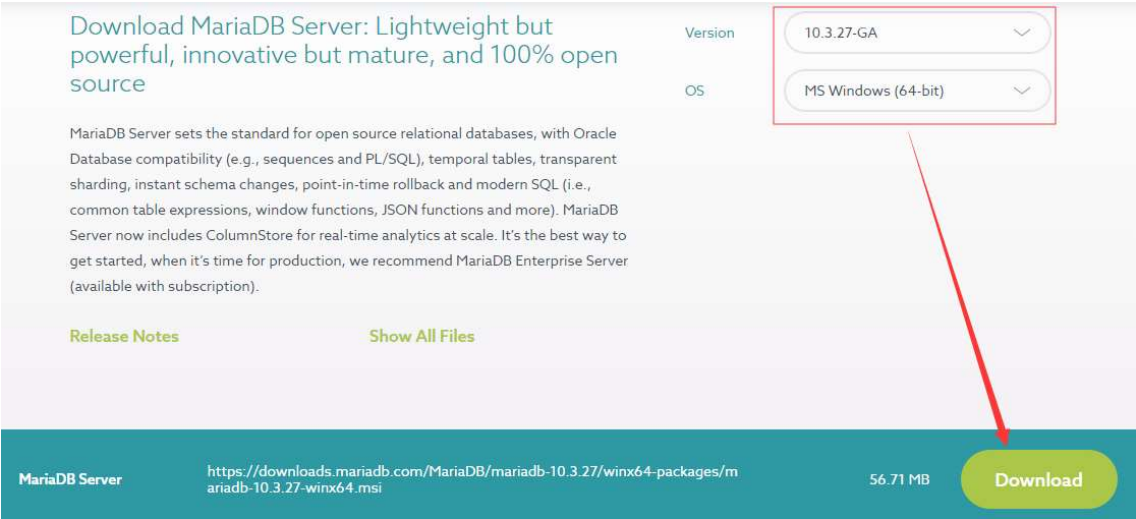 Download MariaDB Server: Lightweight but
powerful, innovative but mature, and 100% open
source
Version
10.3.27-GA
OS
MS Windows (64-bit)
MariaDB Server sets the standard for open source relational databases, with Oracle
Database compatibility (e.g., sequences and PL/SQL), temporal tables, transparent
sharding, instant schema changes, point-in-time rollback and modern SQL (i.e.,
common table expressions, window functions, JSON functions and more). MariaDB
Server now includes ColumnStore for real-time analytics at scale. It's the best way to
get started, when it's time for production, we recommend MariaDB Enterprise Server
(available with subscription).
Release Notes
Show All Files
MariaDB Server
https://downloads.mariadb.com/MariaDB/mariadb-10.3.27/winx64-packages/m
ariadb-10.3.27-winx64.msi
56.71 MB
Download